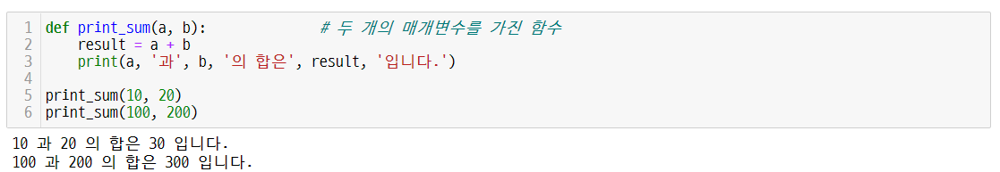 1 def print_sum(a, b):              # 두 개의 매개변수를 가진 함수
2     result = a + b
3     print(a, '과', b, '의 합은', result, '입니다.')
4
5 print_sum(10, 20)
6 print_sum(100, 200)
10 과 20 의 합은 30 입니다.
100 과 200 의 합은 300 입니다.